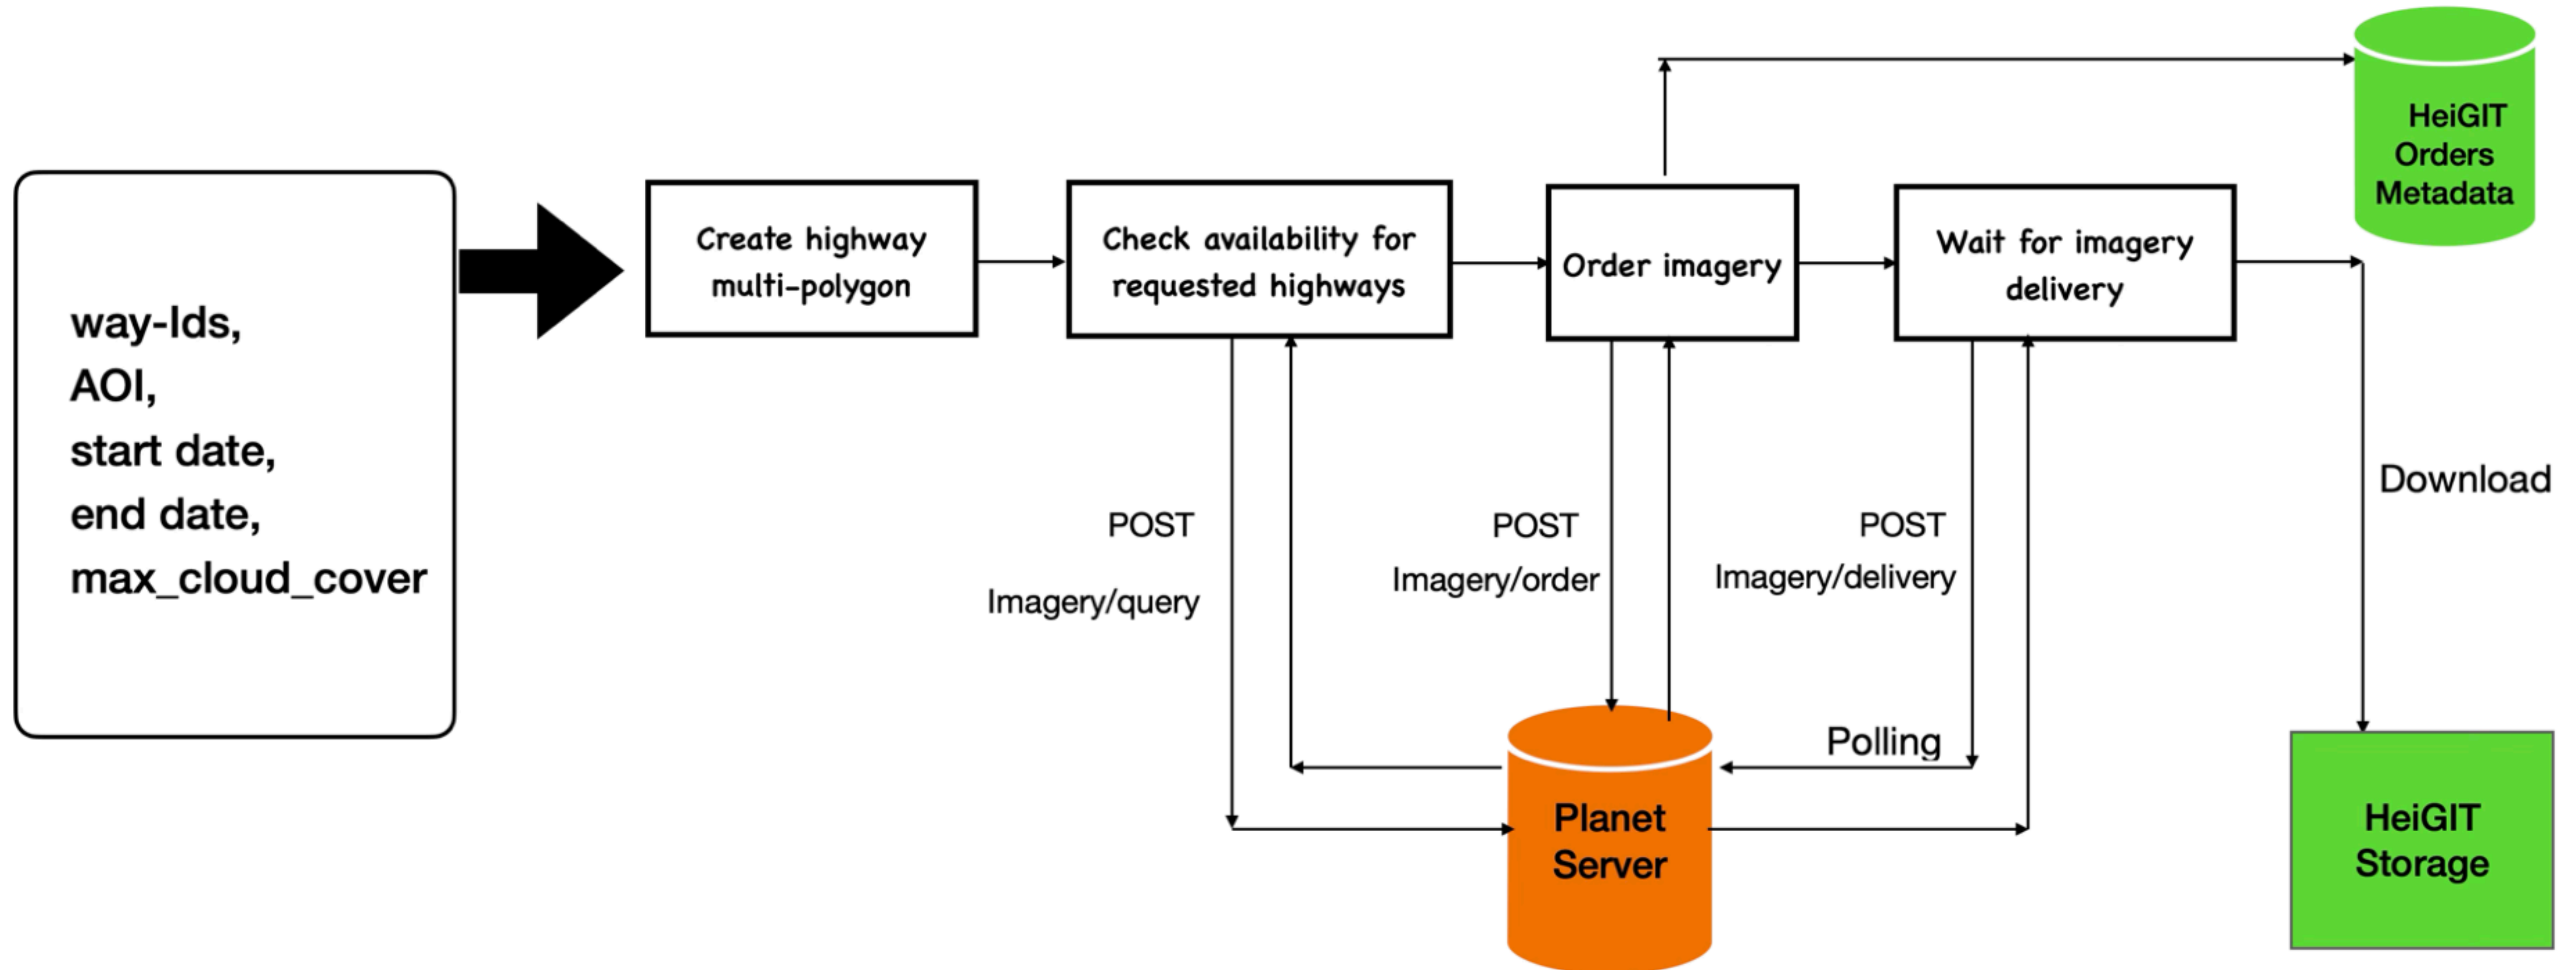 way-Ids,
AOI,
start date,
end date,
max_cloud_cover
Create highway
multi-polygon
Check availability for
requested highways
Order imagery
Wait for imagery
delivery
HeiGIT
Orders
Metadata
POST
Imagery/query
POST
Imagery/order
POST
Imagery/delivery
Polling
Download
Planet
Server
HeiGIT
Storage